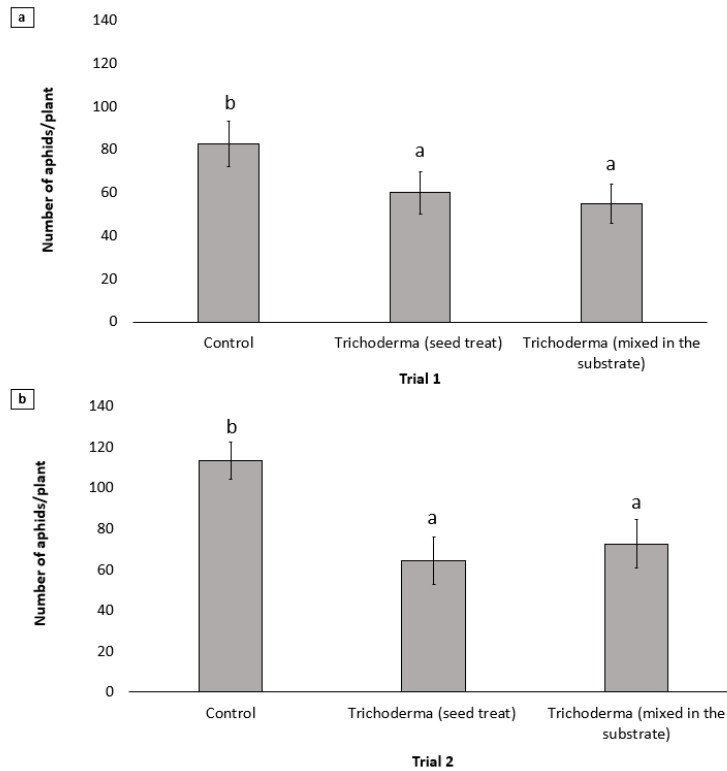 a
140
120
100
80
60
40
20
0
Number of aphids/plant
b
a
a
Control
Trichoderma (seed treat)
Trichoderma (mixed in the
substrate)
Trial 1
b
140
120
100
80
60
40
20
0
Number of aphids/plant
b
a
a
Control
Trichoderma (seed treat)
Trichoderma (mixed in the
substrate)
Trial 2